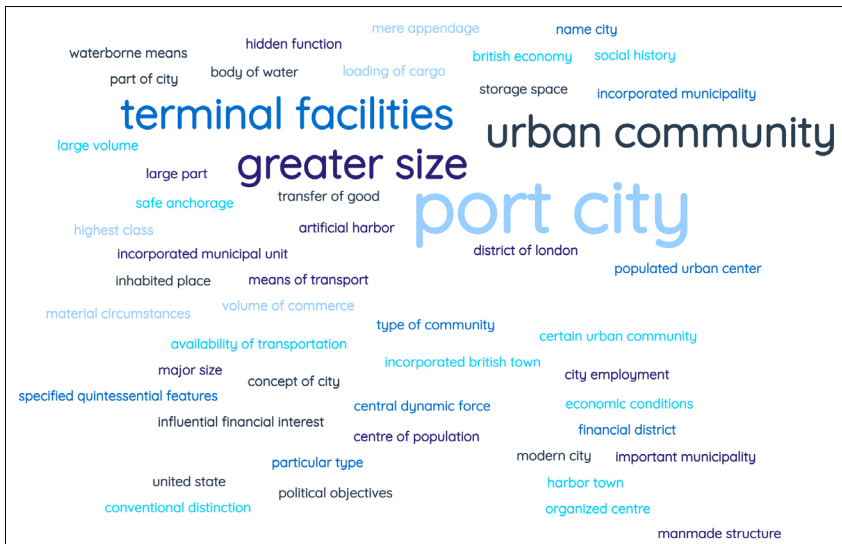 mere appendage
name city
hidden function
waterborne means
british economy
social history
part of city
body of water
loading of cargo
storage space
incorporated municipality
terminal facilities
urban community
large volume
greater size
large part
port city
transfer of good
safe anchorage
highest class
artificial harbor
incorporated municipal unit
district of london
populated urban center
inhabited place
means of transport
material circumstances
volume of commerce
type of community
availability of transportation
certain urban community
incorporated british town
major size
concept of city
city employment
specified quintessential features
central dynamic force
economic conditions
influential financial interest
financial district
centre of population
particular type
modern city
important municipality
united state
political objectives
harbor town
conventional distinction
organized centre
manmade structure